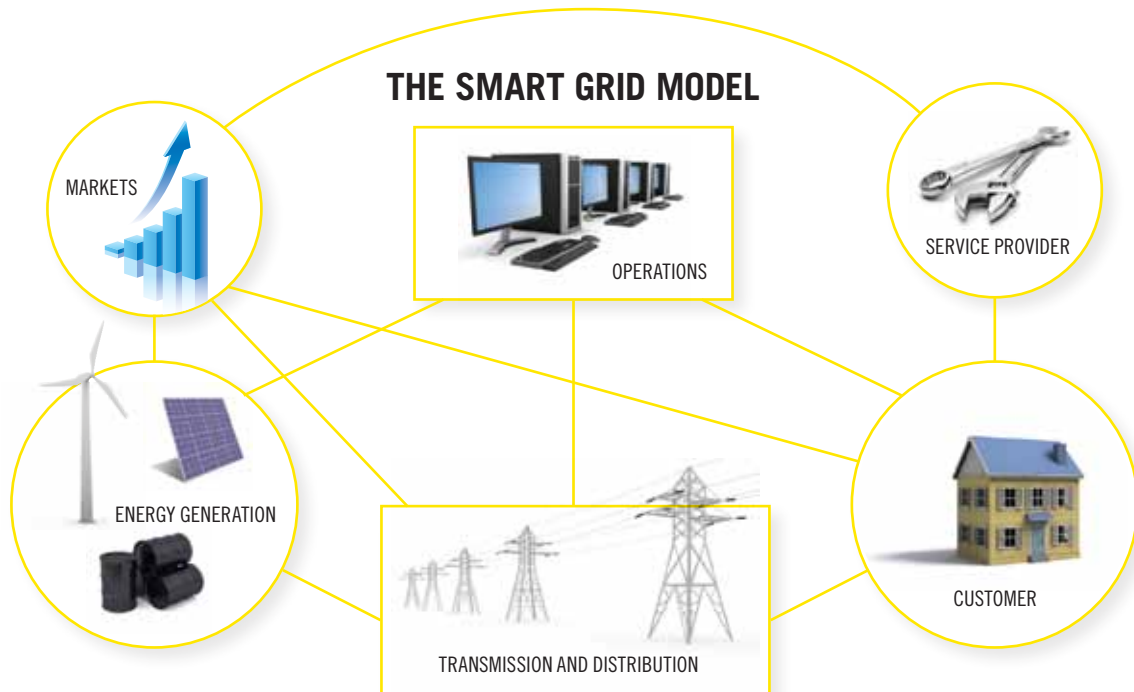 THE SMART GRID MODEL
MARKETS
OPERATIONS
SERVICE PROVIDER
ENERGY GENERATION
CUSTOMER
TRANSMISSION AND DISTRIBUTION